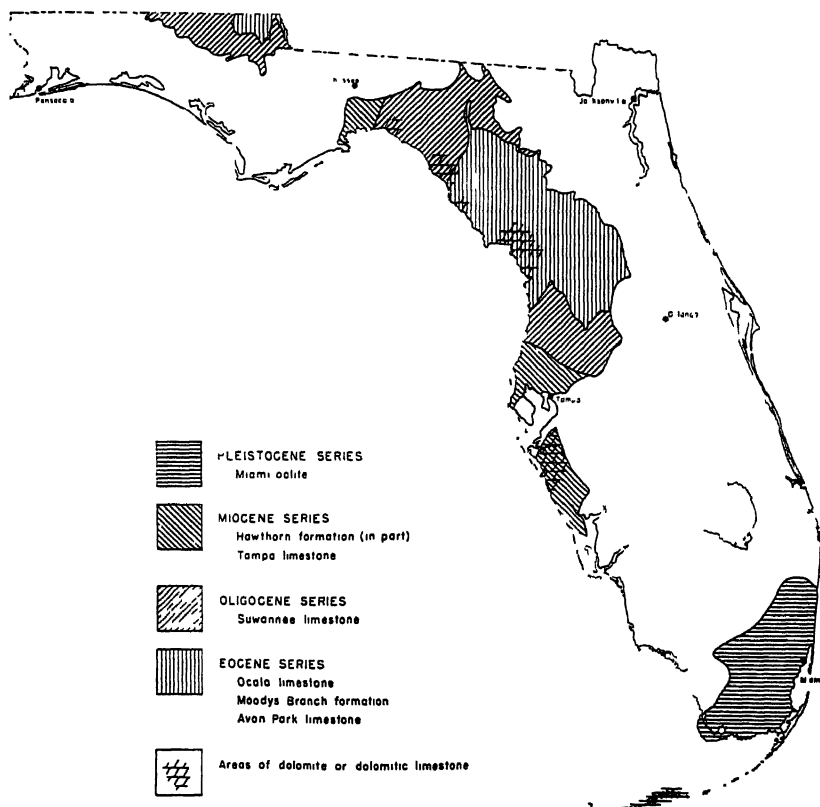 Jacksonville
Tampa
PLEISTOCENE SERIES
Miami oolite
MIOCENE SERIES
Hawthorn formation (in part)
Tampa limestone
OLIGOCENE SERIES
Suwannee limestone
EOCENE SERIES
Ocala limestone
Moodys Branch formation
Avon Park limestone
Areas of dolomite or dolomitic limestone